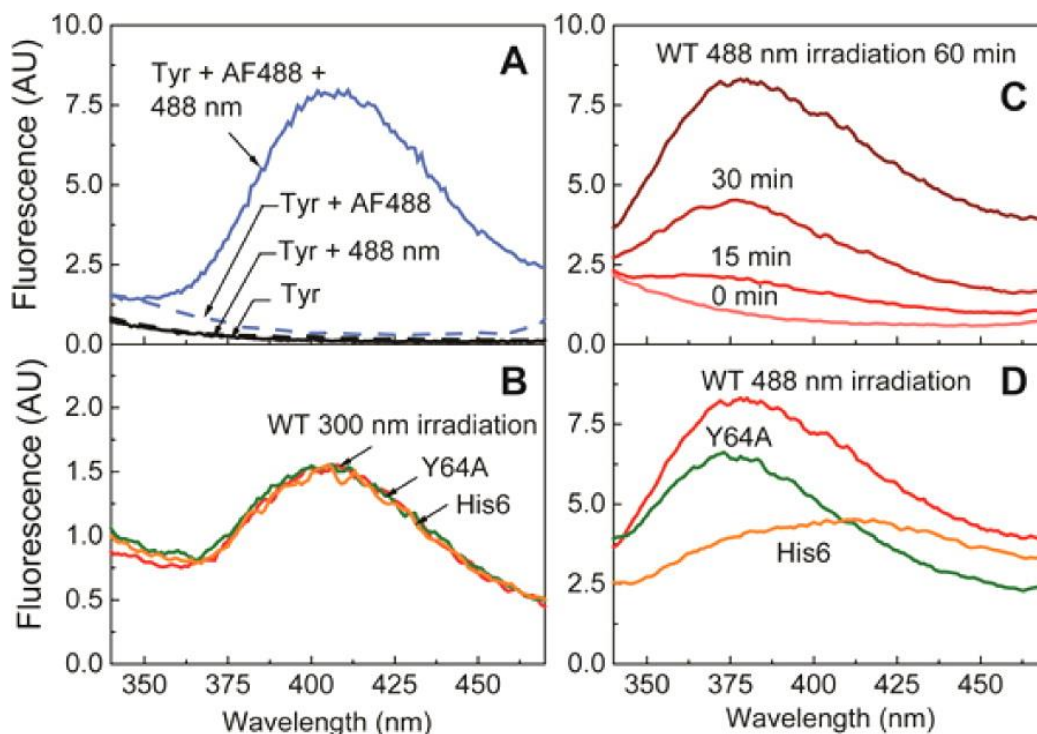 10.0
7.5
5.0
2.5
0.0
Fluorescence (AU)
A
Tyr + AF488 +
488 nm
Tyr + AF488
Tyr + 488 nm
Tyr
10.0
7.5
5.0
2.5
0.0
WT 488 nm irradiation 60 min
C
30 min
15 min
0 min
2.0
1.5
1.0
0.5
0.0
Fluorescence (AU)
B
WT 300 nm irradiation
Y64A
His6
350
400
450
Wavelength (nm)
7.5
5.0
2.5
0.0
D
WT 488 nm irradiation
Y64A
His6
350
400
450
Wavelength (nm)